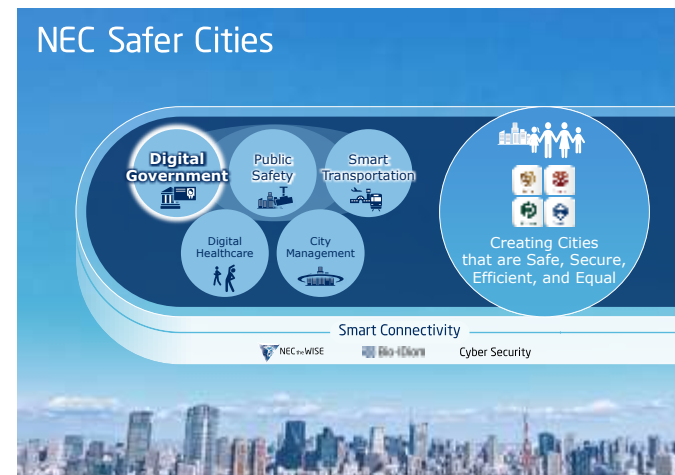 NEC Safer Cities
Digital
Government
Public
Safety
Smart
Transportation
Digital
Healthcare
City
Management
Creating Cities
that are Safe, Secure,
Efficient, and Equal
Smart Connectivity
NEC the WISE
Bio-IDiom
Cyber Security